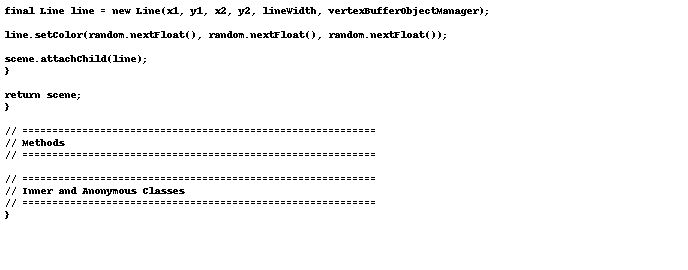 final Line line = new Line(x1, y1, x2, y2, lineWidth, vertexBufferObjectManager);
line.setColor(random.nextFloat(), random.nextFloat(), random.nextFloat());
scene.attachChild(line);
}
return scene;
}
// ===========================================================
// Methods
// ===========================================================
// ===========================================================
// Inner and Anonymous Classes
// ===========================================================
}